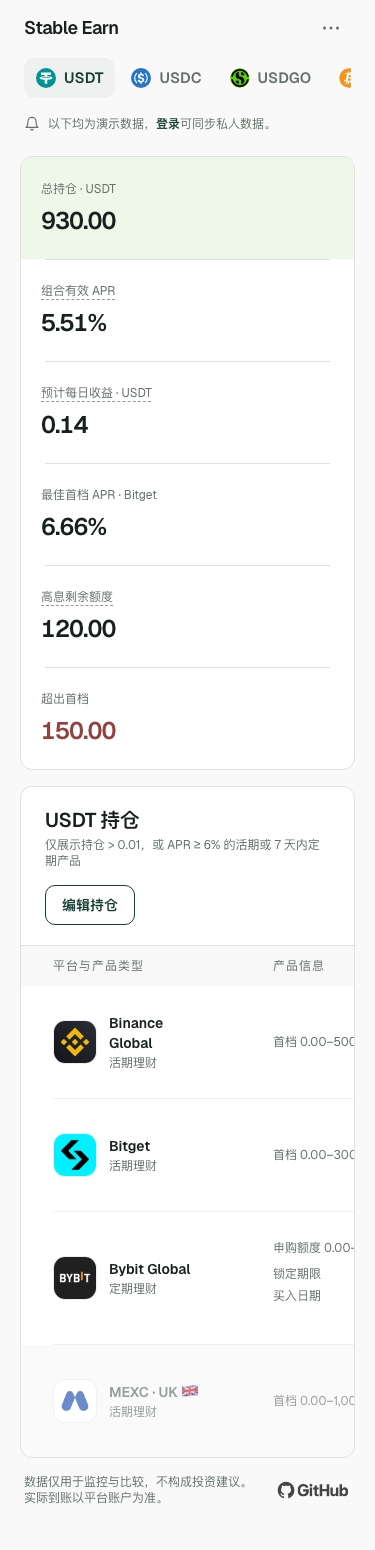 Stable Earn
USDT USDC USDGO
以下均为演示数据，登录可同步私人数据。
总持仓 · USDT
930.00
组合有效 APR
5.51%
预计每日收益 · USDT
0.14
最佳首档 APR · Bitget
6.66%
高息剩余额度
120.00
超出首档
150.00
USDT 持仓
仅展示持仓 > 0.01，或 APR ≥ 6% 的活期或 7 天内定
期产品
编辑持仓
平台与产品类型 产品信息
Binance
Global
活期理财
首档 0.00–500
Bitget
活期理财
首档 0.00–300
BYBIT
Bybit Global
定期理财
申购额度 0.00–
锁定期限
买入日期
MEXC · UK
活期理财
首档 0.00–1,00
数据仅用于监控与比较，不构成投资建议。
实际到账以平台账户为准。
GitHub